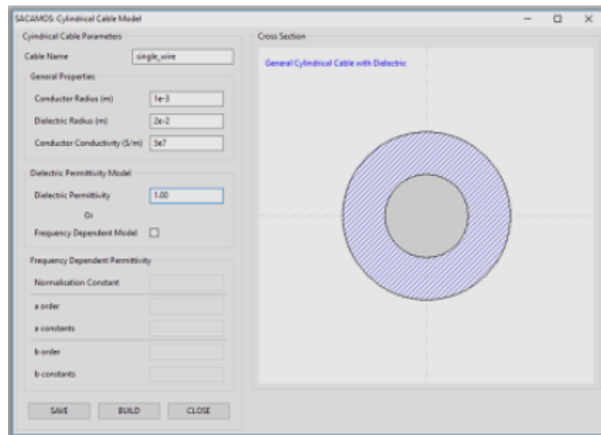 SACAMOS: Cylindrical Cable Model
Cyindrical Cable Parameters
Cable Name
single_wire
General Properties
Conductor Radius (m)
1e-3
Dielectric Radius (m)
2e-2
Conductor Conductivity (S/m)
5e7
Dielectric Permittivity Model
Dielectric Permittivity
1.00
Or
Frequency Dependent Model
Frequency Dependent Permittivity
Normalisation Constant
a order
a constants
b order
b constants
SAVE BUILD CLOSE
Cross Section
General Cylindrical Cable with Dielectric